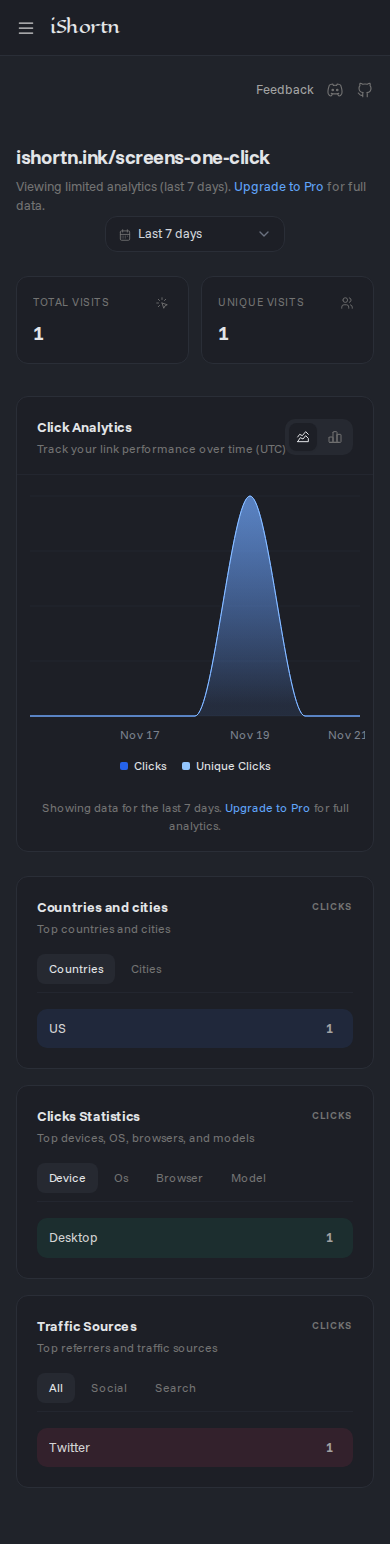 iShortn
Feedback
ishortn.ink/screens-one-click
Viewing limited analytics (last 7 days). Upgrade to Pro for full
data.
Last 7 days
TOTAL VISITS
1
UNIQUE VISITS
1
Click Analytics
Track your link performance over time (UTC)
Nov 17 Nov 19 Nov 21
Clicks Unique Clicks
Showing data for the last 7 days. Upgrade to Pro for full
analytics.
Countries and cities CLICKS
Top countries and cities
Countries Cities
US 1
Clicks Statistics CLICKS
Top devices, OS, browsers, and models
Device Os Browser Model
Desktop 1
Traffic Sources CLICKS
Top referrers and traffic sources
All Social Search
Twitter 1